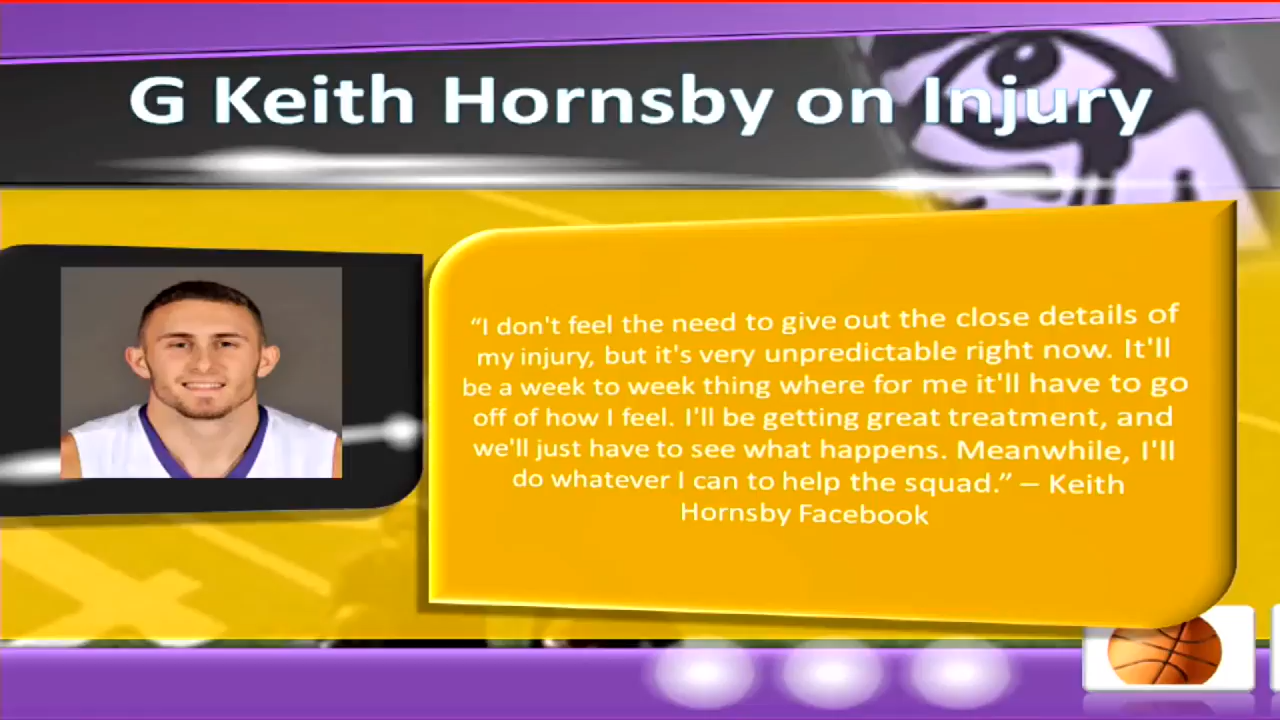 G Keith Hornsby on Injury
“I don't feel the need to give out the close details of
my injury, but it's very unpredictable right now. It'll
be a week to week thing where for me it'll have to go
off of how I feel. I'll be getting great treatment, and
we'll just have to see what happens. Meanwhile, I'll
do whatever I can to help the squad.” – Keith
Hornsby Facebook